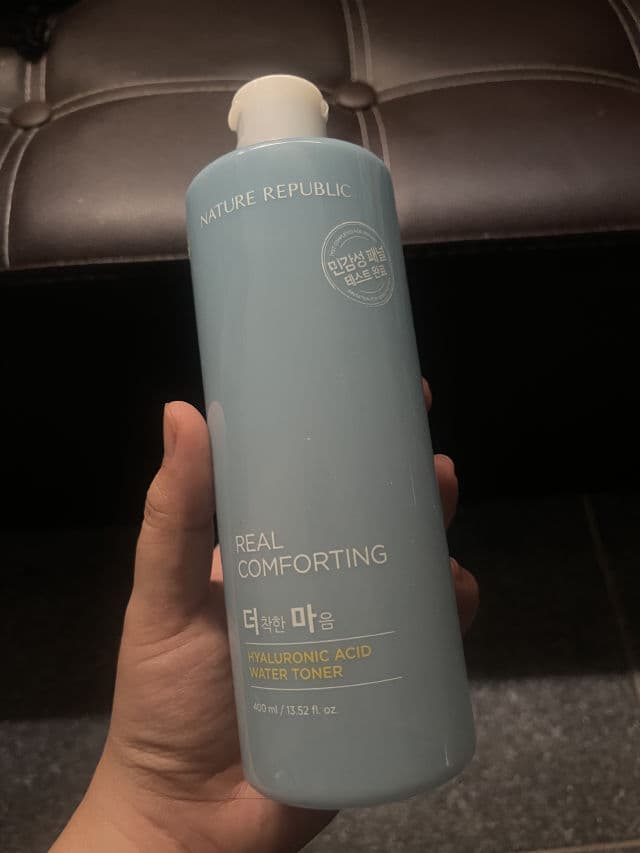 NATURE REPUBLIC
민감성 패널
테스트 완료
REAL
COMFORTING
더 착한 마음
HYALURONIC ACID
WATER TONER
400 ml / 13.52 fl. oz.